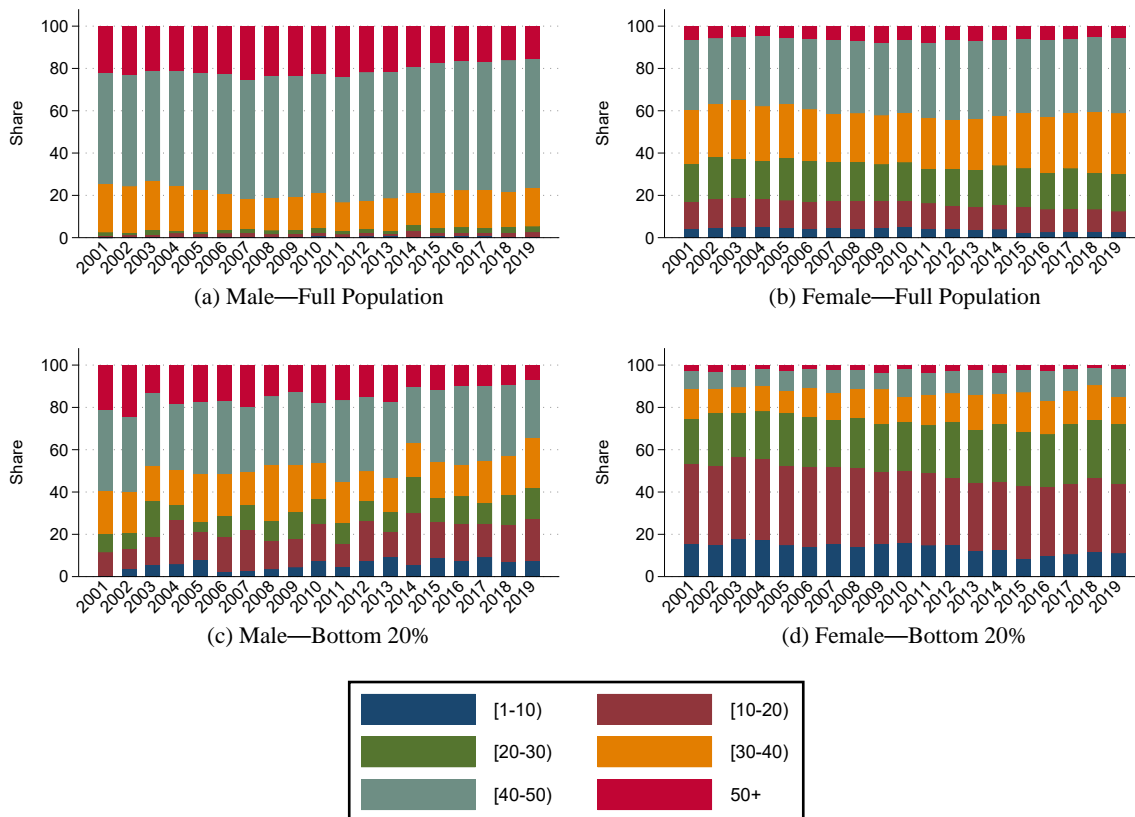 100
80
60
40
20
0
Share
2001 2002 2003 2004 2005 2006 2007 2008 2009 2010 2011 2012 2013 2014 2015 2016 2017 2018 2019
(a) Male—Full Population
100
80
60
40
20
0
Share
2001 2002 2003 2004 2005 2006 2007 2008 2009 2010 2011 2012 2013 2014 2015 2016 2017 2018 2019
(b) Female—Full Population
100
80
60
40
20
0
Share
2001 2002 2003 2004 2005 2006 2007 2008 2009 2010 2011 2012 2013 2014 2015 2016 2017 2018 2019
(c) Male—Bottom 20%
100
80
60
40
20
0
Share
2001 2002 2003 2004 2005 2006 2007 2008 2009 2010 2011 2012 2013 2014 2015 2016 2017 2018 2019
(d) Female—Bottom 20%
[1-10) [10-20)
[20-30) [30-40)
[40-50) 50+